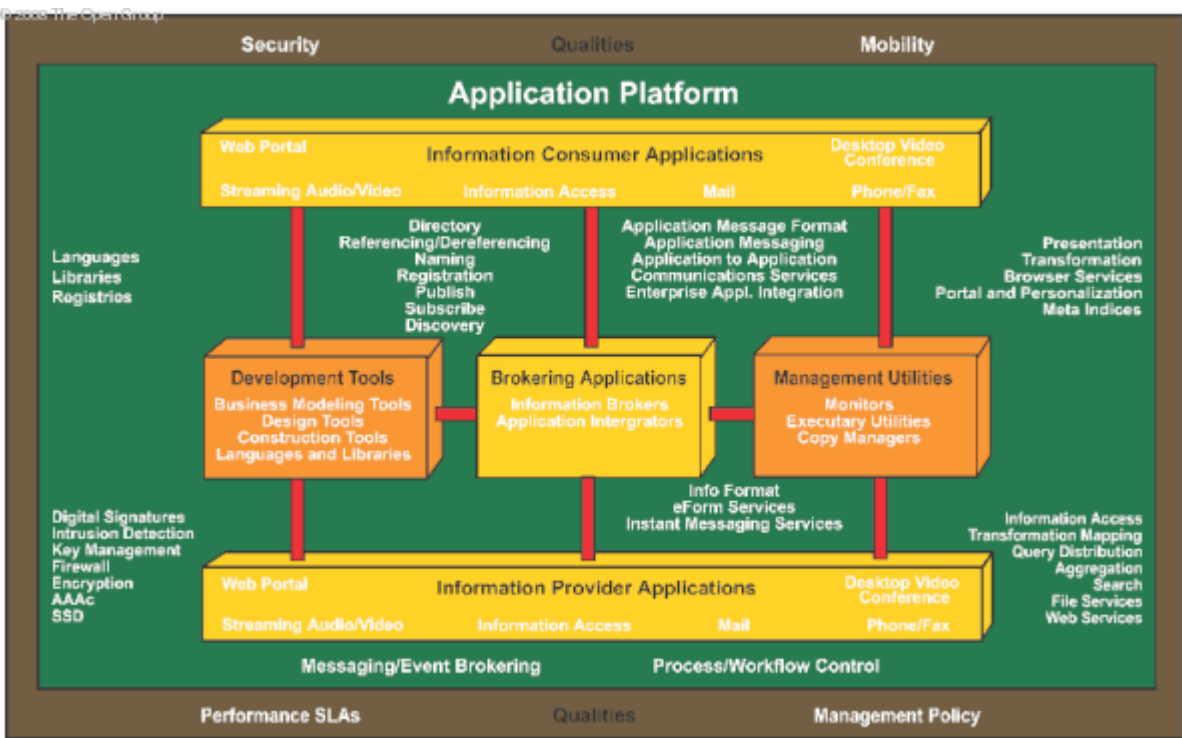 © 2008 The Open Group
Security
Qualities
Mobility
Application Platform
Web Portal
Information Consumer Applications
Desktop Video
Conference
Streaming Audio/Video
Information Access
Mail
Phone/Fax
Languages
Libraries
Registries
Directory
Referencing/Dereferencing
Naming
Registration
Publish
Subscribe
Discovery
Application Message Format
Application Messaging
Application to Application
Communications Services
Enterprise Appl. Integration
Presentation
Transformation
Browser Services
Portal and Personalization
Meta Indices
Development Tools
Business Modeling Tools
Design Tools
Construction Tools
Languages and Libraries
Brokering Applications
Information Brokers
Application Intergrators
Management Utilities
Monitors
Executary Utilities
Copy Managers
Digital Signatures
Intrusion Detection
Key Management
Firewall
Encryption
AAAc
SSD
Info Format
eForm Services
Instant Messaging Services
Information Access
Transformation Mapping
Query Distribution
Aggregation
Search
File Services
Web Services
Web Portal
Information Provider Applications
Desktop Video
Conference
Streaming Audio/Video
Information Access
Mail
Phone/Fax
Messaging/Event Brokering
Process/Workflow Control
Performance SLAs
Qualities
Management Policy